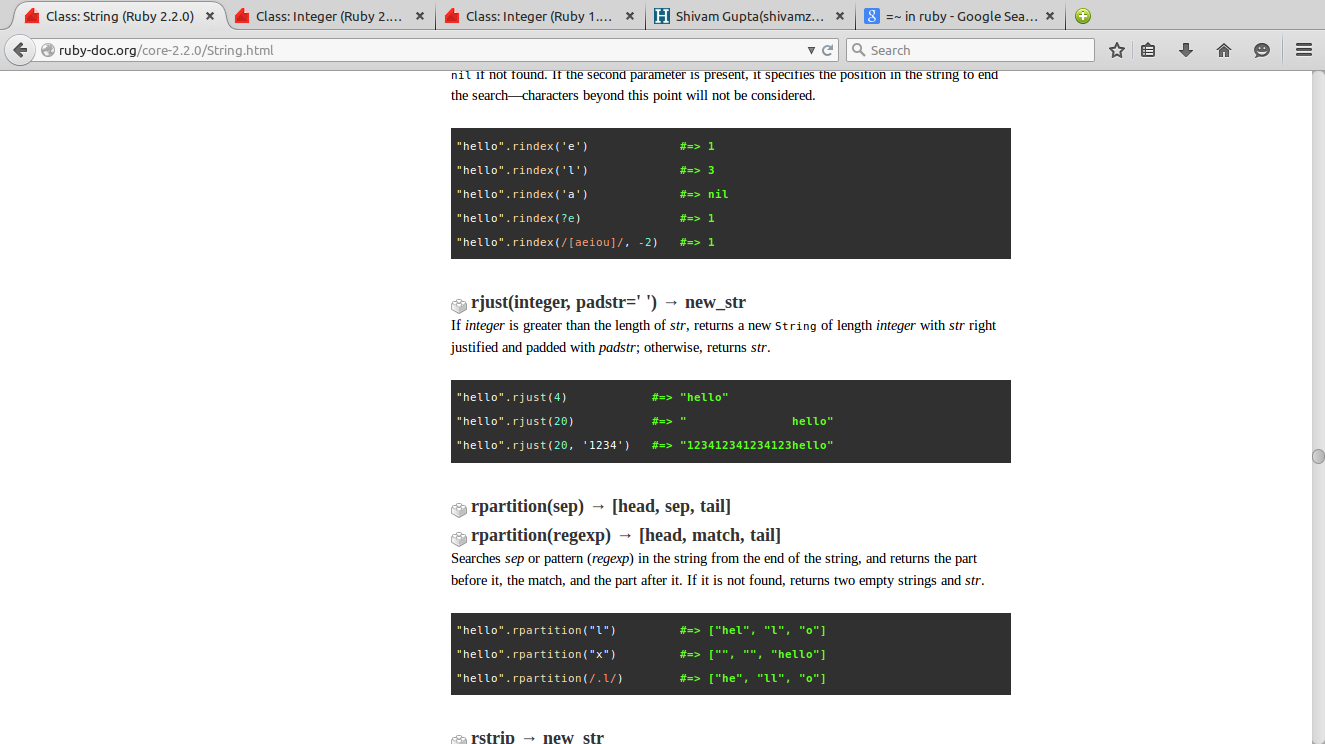 Class: String (Ruby 2.2.0) × Class: Integer (Ruby 2.... × Class: Integer (Ruby 1.... × H Shivam Gupta(shivamz... × 8 =~ in ruby - Google Sea... ×
ruby-doc.org/core-2.2.0/String.html Search
nil if not found. If the second parameter is present, it specifies the position in the string to end
the search—characters beyond this point will not be considered.
"hello".rindex('e') #=> 1
"hello".rindex('l') #=> 3
"hello".rindex('a') #=> nil
"hello".rindex(?e) #=> 1
"hello".rindex(/[aeiou]/, -2) #=> 1
rjust(integer, padstr=' ') → new_str
If integer is greater than the length of str, returns a new String of length integer with str right
justified and padded with padstr; otherwise, returns str.
"hello".rjust(4) #=> "hello"
"hello".rjust(20) #=> "               hello"
"hello".rjust(20, '1234') #=> "123412341234123hello"
rpartition(sep) → [head, sep, tail]
rpartition(regexp) → [head, match, tail]
Searches sep or pattern (regexp) in the string from the end of the string, and returns the part
before it, the match, and the part after it. If it is not found, returns two empty strings and str.
"hello".rpartition("l") #=> ["hel", "l", "o"]
"hello".rpartition("x") #=> ["", "", "hello"]
"hello".rpartition(/.l/) #=> ["he", "ll", "o"]
rstrip → new_str